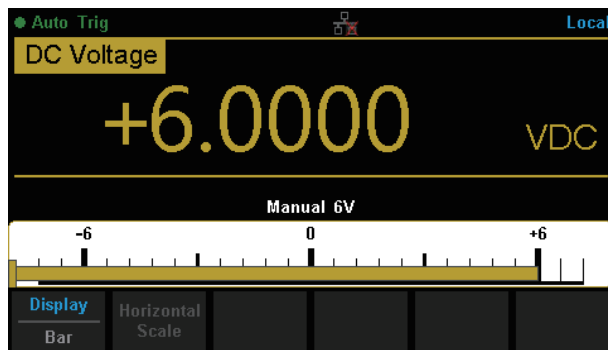 Auto Trig Local
DC Voltage
+6.0000 VDC
Manual 6V
-6 0 +6
Display Horizontal
Bar Scale